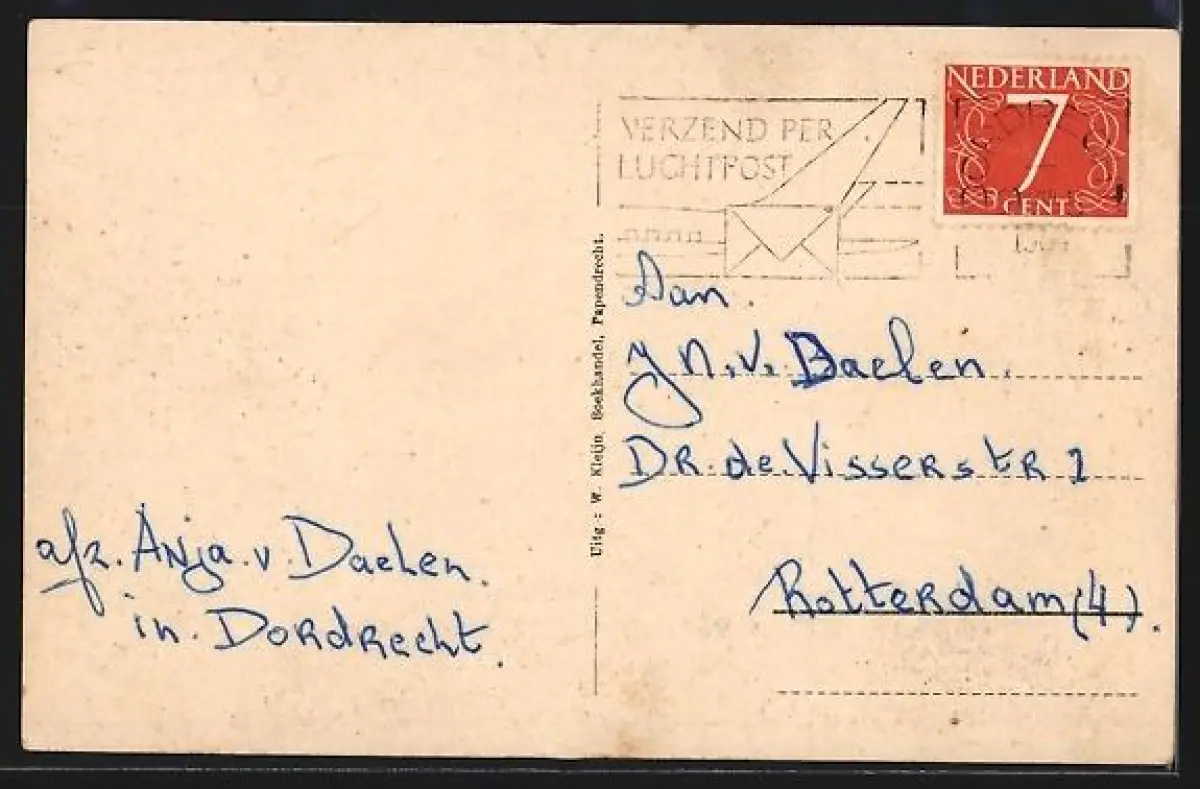 NEDERLAND
7
CENT
VERZEND PER
LUCHTPOST
Uitg : W. Kleijn, Boekhandel, Papendrecht.
Aan.
N.v. Baelen.
DR. de Visserstr 1
Rotterdam (4).
afz. Anja v. Daelen.
in Dordrecht.